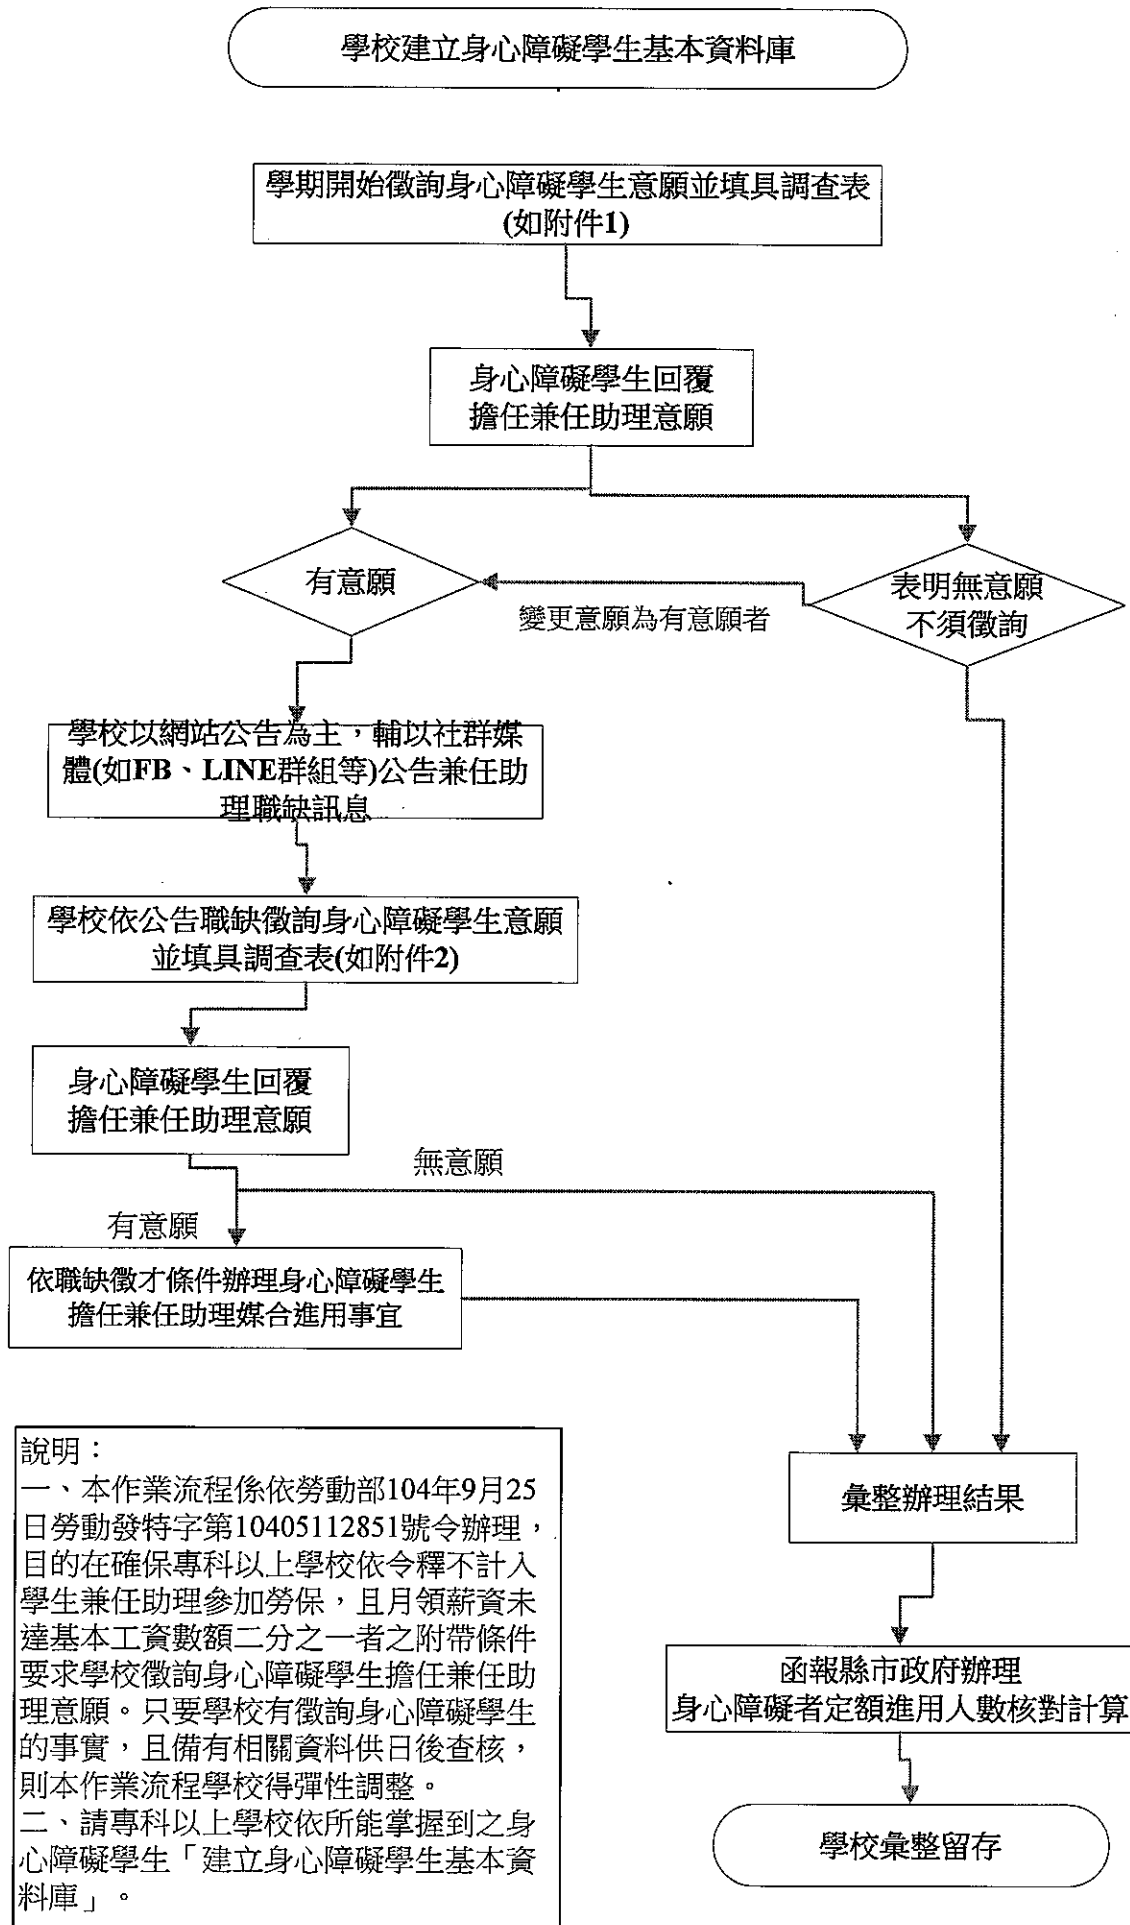 學校建立身心障礙學生基本資料庫
學期開始徵詢身心障礙學生意願並填具調查表
(如附件1)
身心障礙學生回覆
擔任兼任助理意願
有意願
表明無意願
不須徵詢
變更意願為有意願者
學校以網站公告為主，輔以社群媒
體(如FB、LINE群組等)公告兼任助
理職缺訊息
學校依公告職缺徵詢身心障礙學生意願
並填具調查表(如附件2)
身心障礙學生回覆
擔任兼任助理意願
無意願
有意願
依職缺徵才條件辦理身心障礙學生
擔任兼任助理媒合進用事宜
彙整辦理結果
函報縣市政府辦理
身心障礙者定額進用人數核對計算
學校彙整留存
說明：
一、本作業流程係依勞動部104年9月25
日勞動發特字第10405112851號令辦理，
目的在確保專科以上學校依令釋不計入
學生兼任助理參加勞保，且月領薪資未
達基本工資數額二分之一者之附帶條件
要求學校徵詢身心障礙學生擔任兼任助
理意願。只要學校有徵詢身心障礙學生
的事實，且備有相關資料供日後查核，
則本作業流程學校得彈性調整。
二、請專科以上學校依所能掌握到之身
心障礙學生「建立身心障礙學生基本資
料庫」。